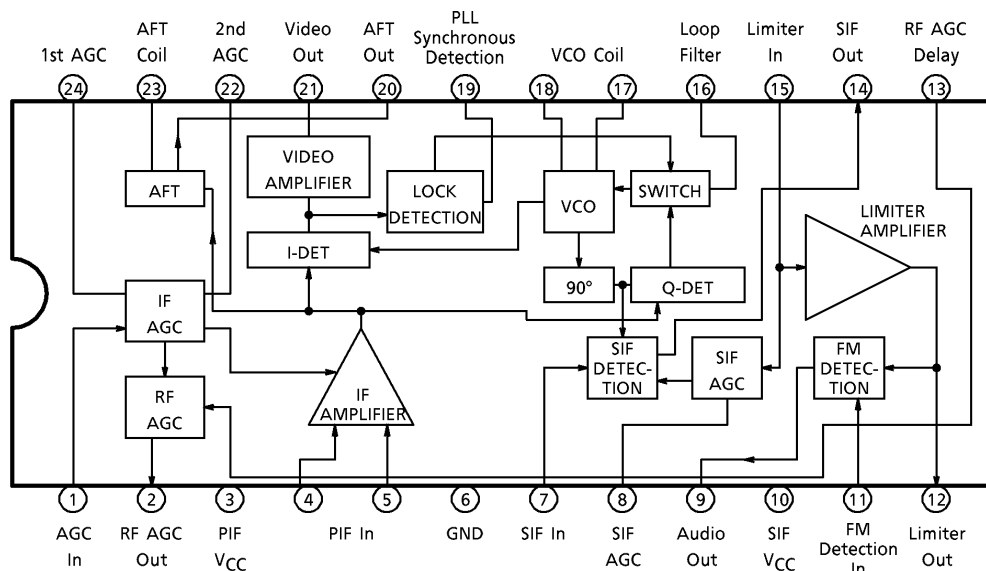 1st AGC
AFT
Coil
2nd
AGC
Video
Out
AFT
Out
PLL
Synchronous
Detection
VCO Coil
Loop
Filter
Limiter
In
SIF
Out
RF AGC
Delay
24
23
22
21
20
19
18
17
16
15
14
13
VIDEO
AMPLIFIER
AFT
LOCK
DETECTION
VCO
SWITCH
LIMITER
AMPLIFIER
I-DET
90°
Q-DET
IF
AGC
SIF
DETEC-
TION
SIF
AGC
FM
DETEC-
TION
RF
AGC
IF
AMPLIFIER
1
2
3
4
5
6
7
8
9
10
11
12
AGC
In
RF AGC
Out
PIF
VCC
PIF In
GND
SIF In
SIF
AGC
Audio
Out
SIF
VCC
FM
Detection
In
Limiter
Out